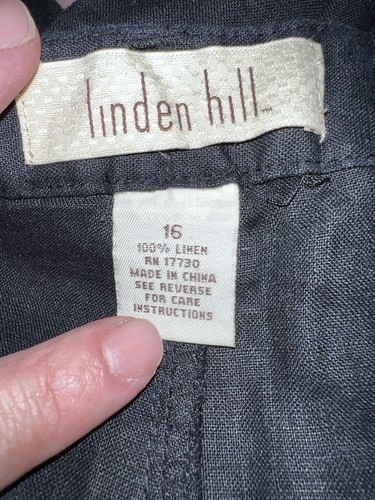 linden hill
16
100% LINEN
RN 17730
MADE IN CHINA
SEE REVERSE
FOR CARE
INSTRUCTIONS